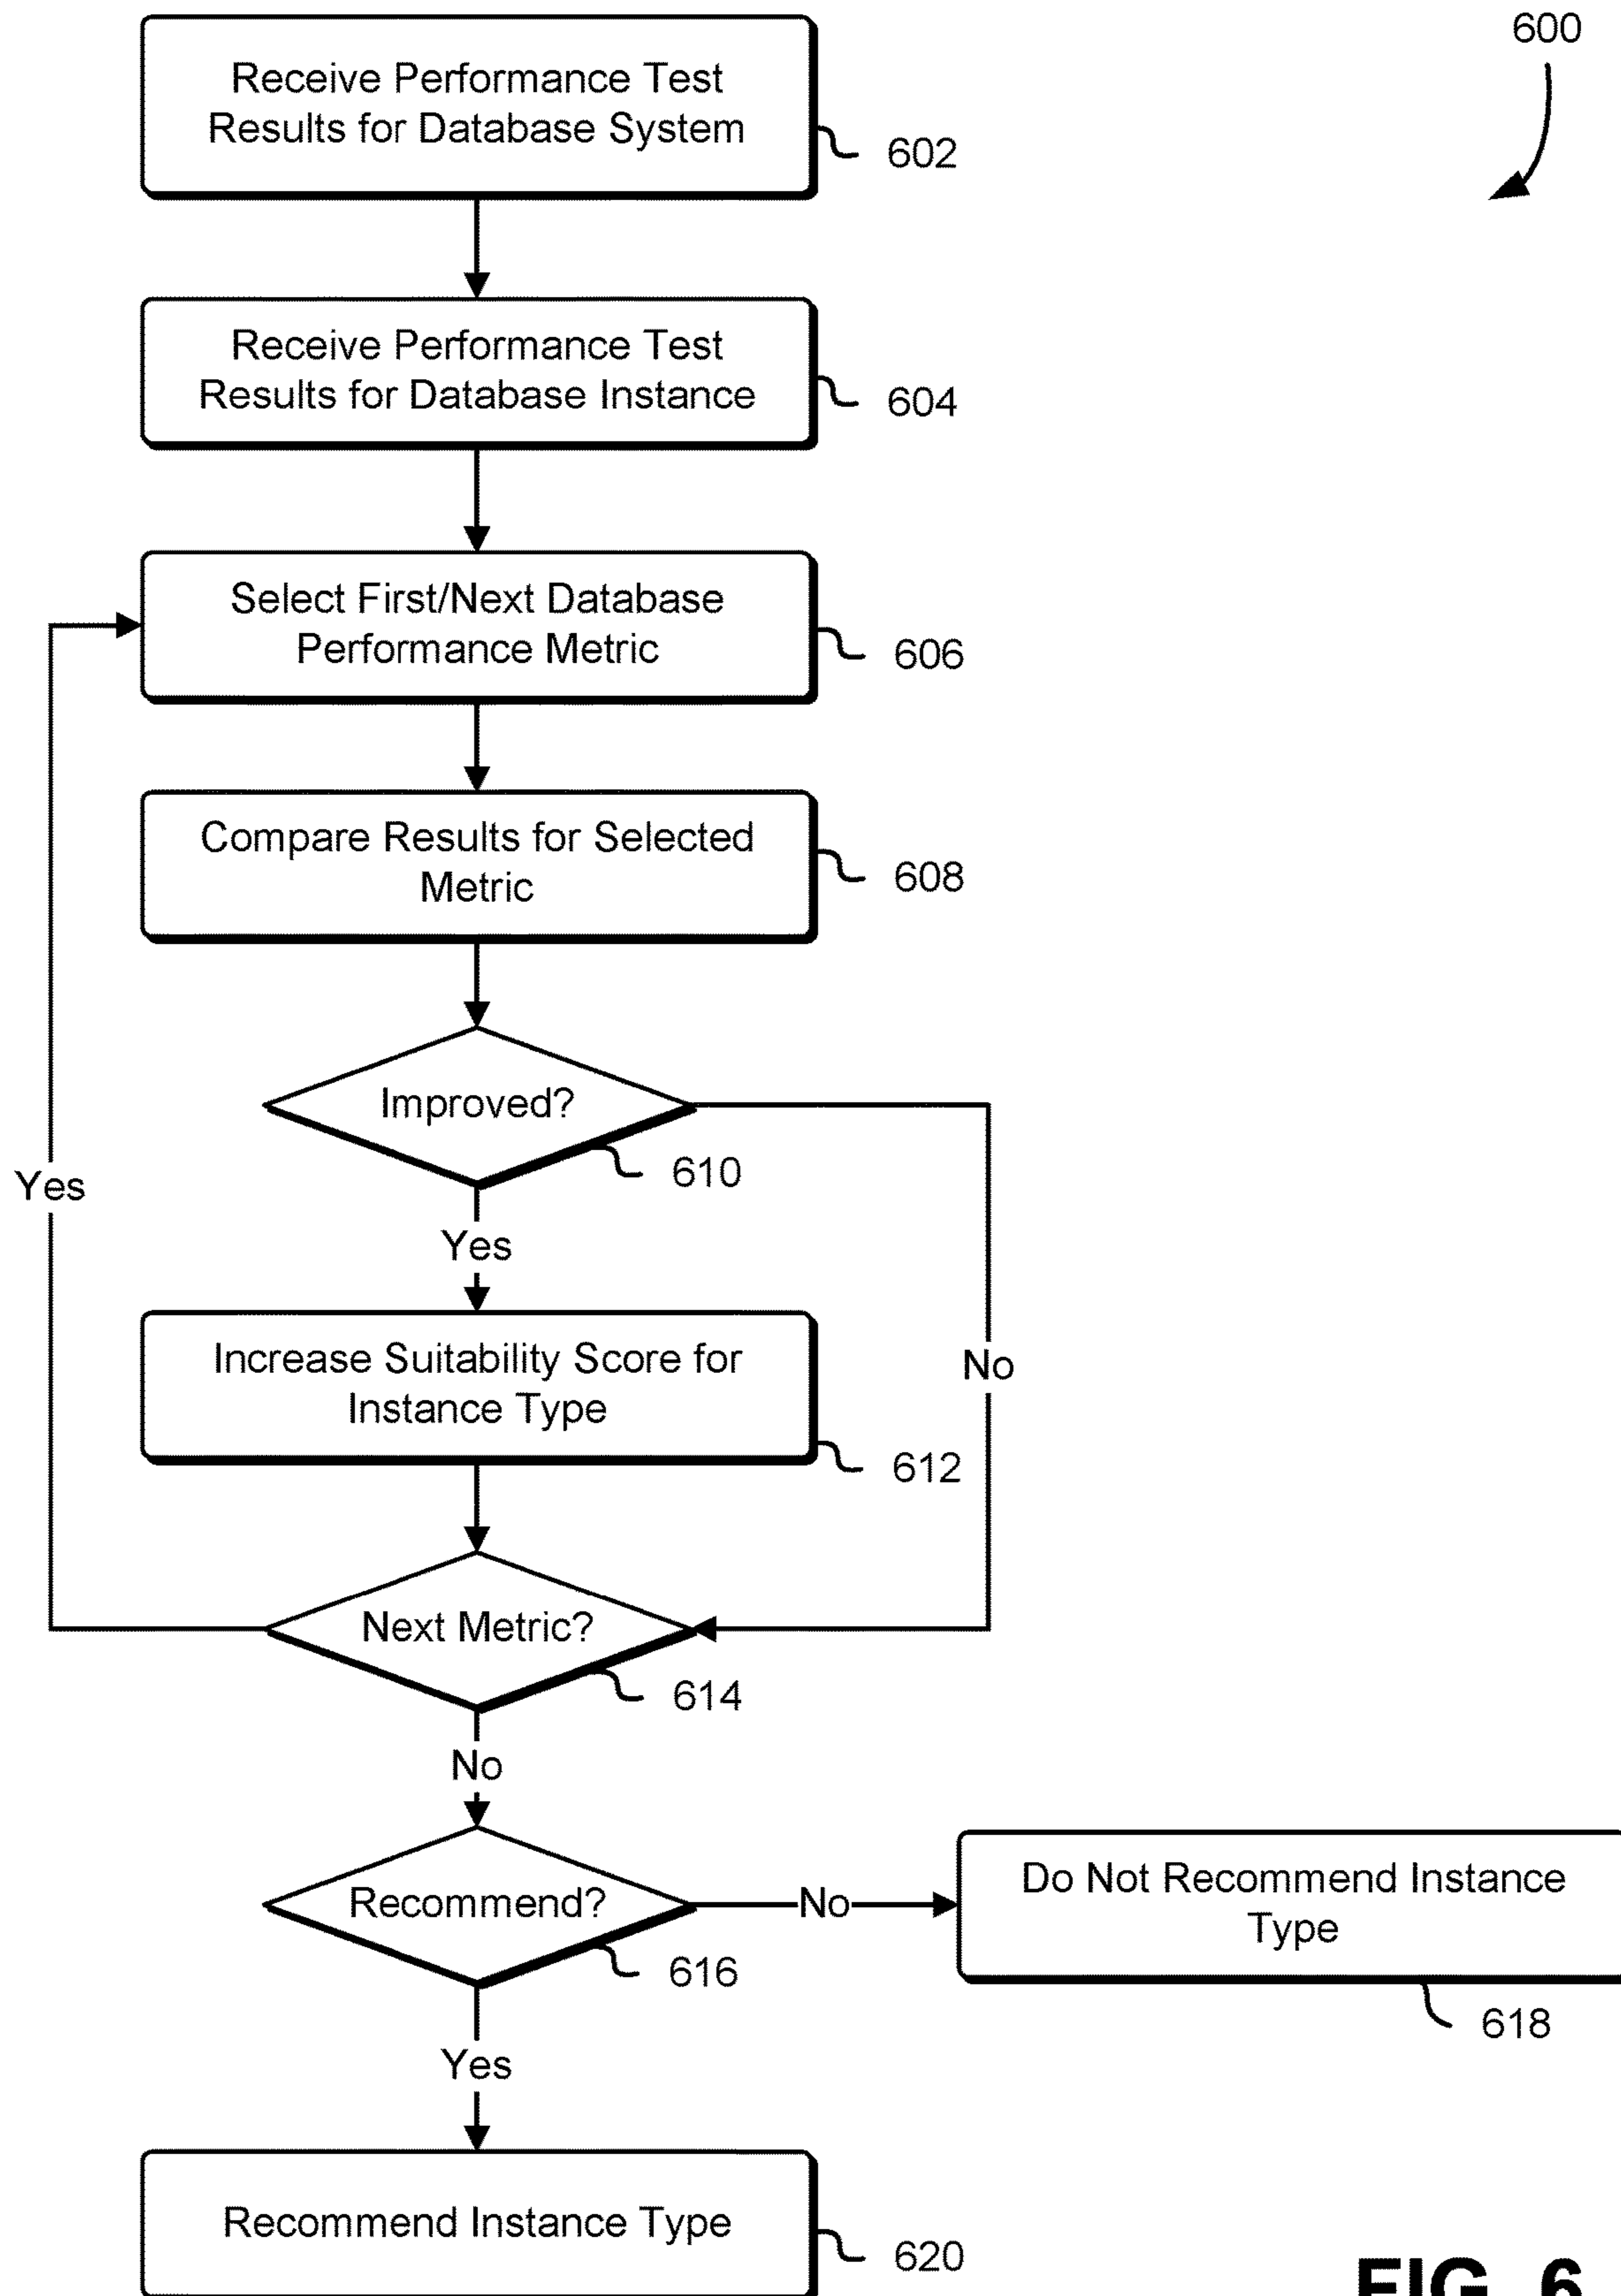 600
Receive Performance Test
Results for Database System
602
Receive Performance Test
Results for Database Instance
604
Select First/Next Database
Performance Metric
606
Compare Results for Selected
Metric
608
Improved?
610
Yes
Yes
Increase Suitability Score for
Instance Type
No
612
Next Metric?
614
No
Recommend?
No
Do Not Recommend Instance
Type
616
618
Yes
Recommend Instance Type
620
FIG. 6